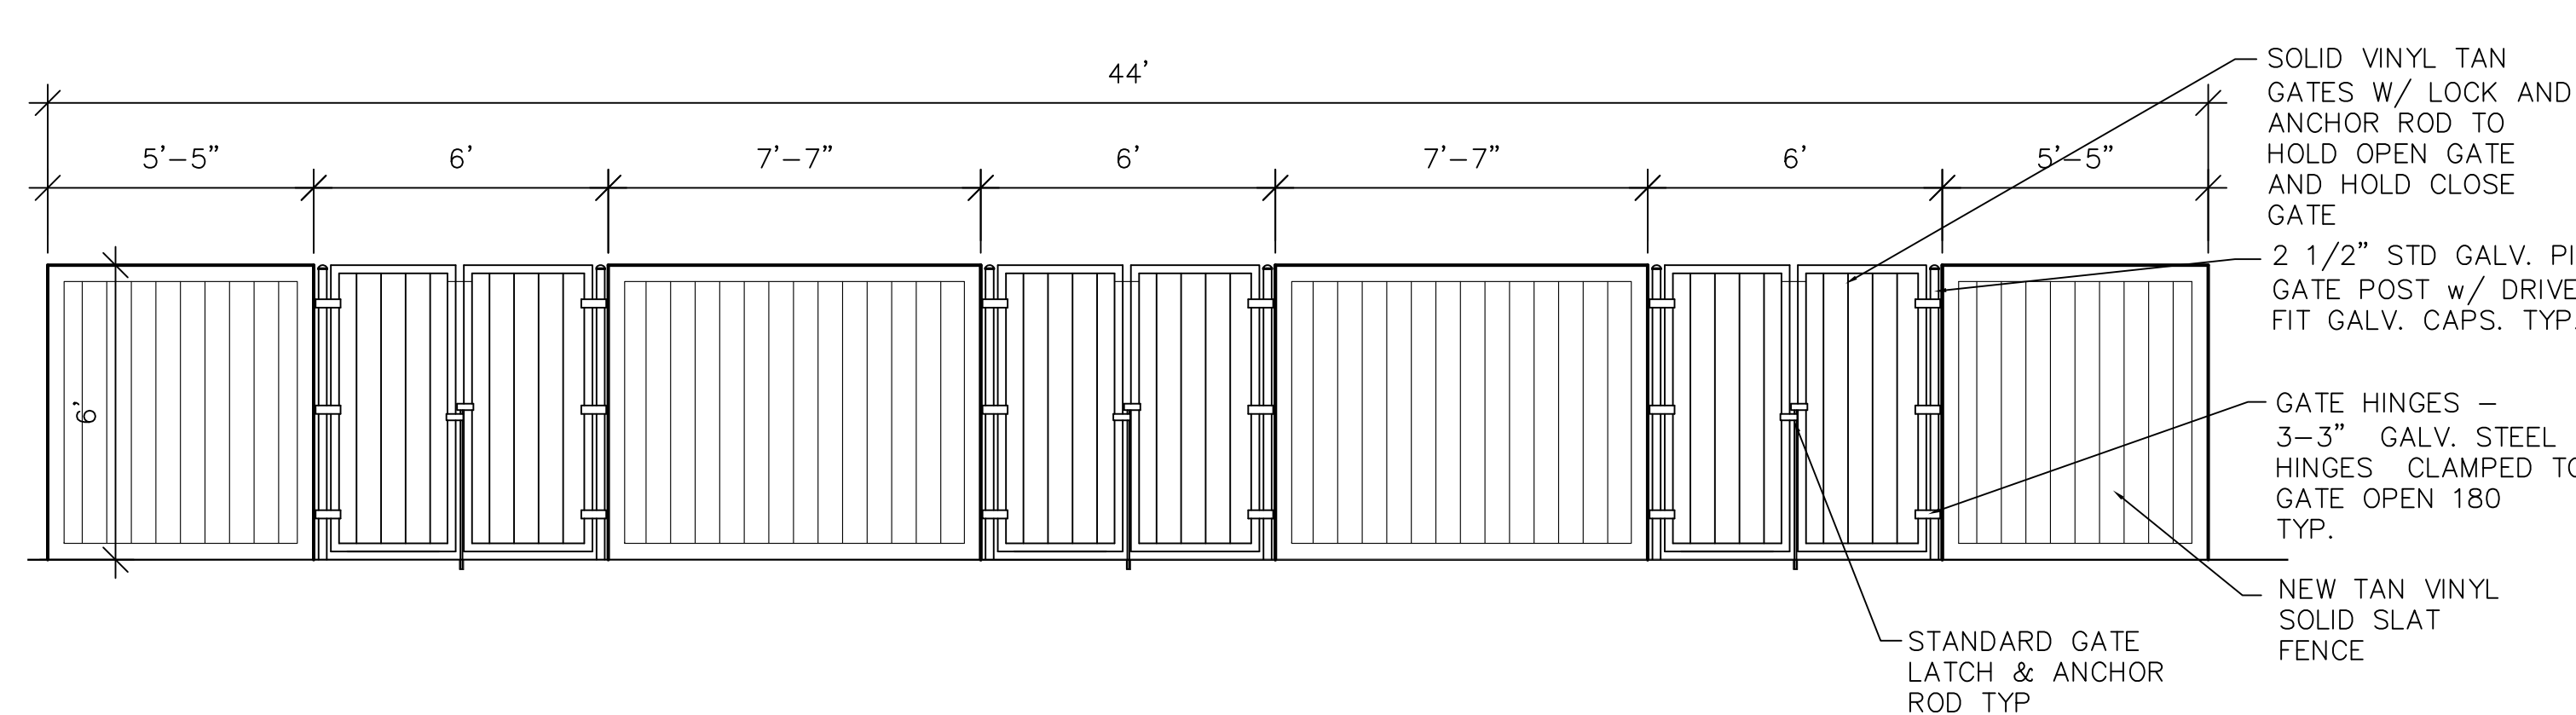 44'
5'-5" 6' 7'-7" 6' 7'-7" 6' 5'-5"
6'
SOLID VINYL TAN
GATES W/ LOCK AND
ANCHOR ROD TO
HOLD OPEN GATE
AND HOLD CLOSE
GATE
2 1/2" STD GALV. PI
GATE POST w/ DRIVE
FIT GALV. CAPS. TYP.
GATE HINGES -
3-3" GALV. STEEL
HINGES CLAMPED TO
GATE OPEN 180
TYP.
NEW TAN VINYL
SOLID SLAT
FENCE
STANDARD GATE
LATCH & ANCHOR
ROD TYP